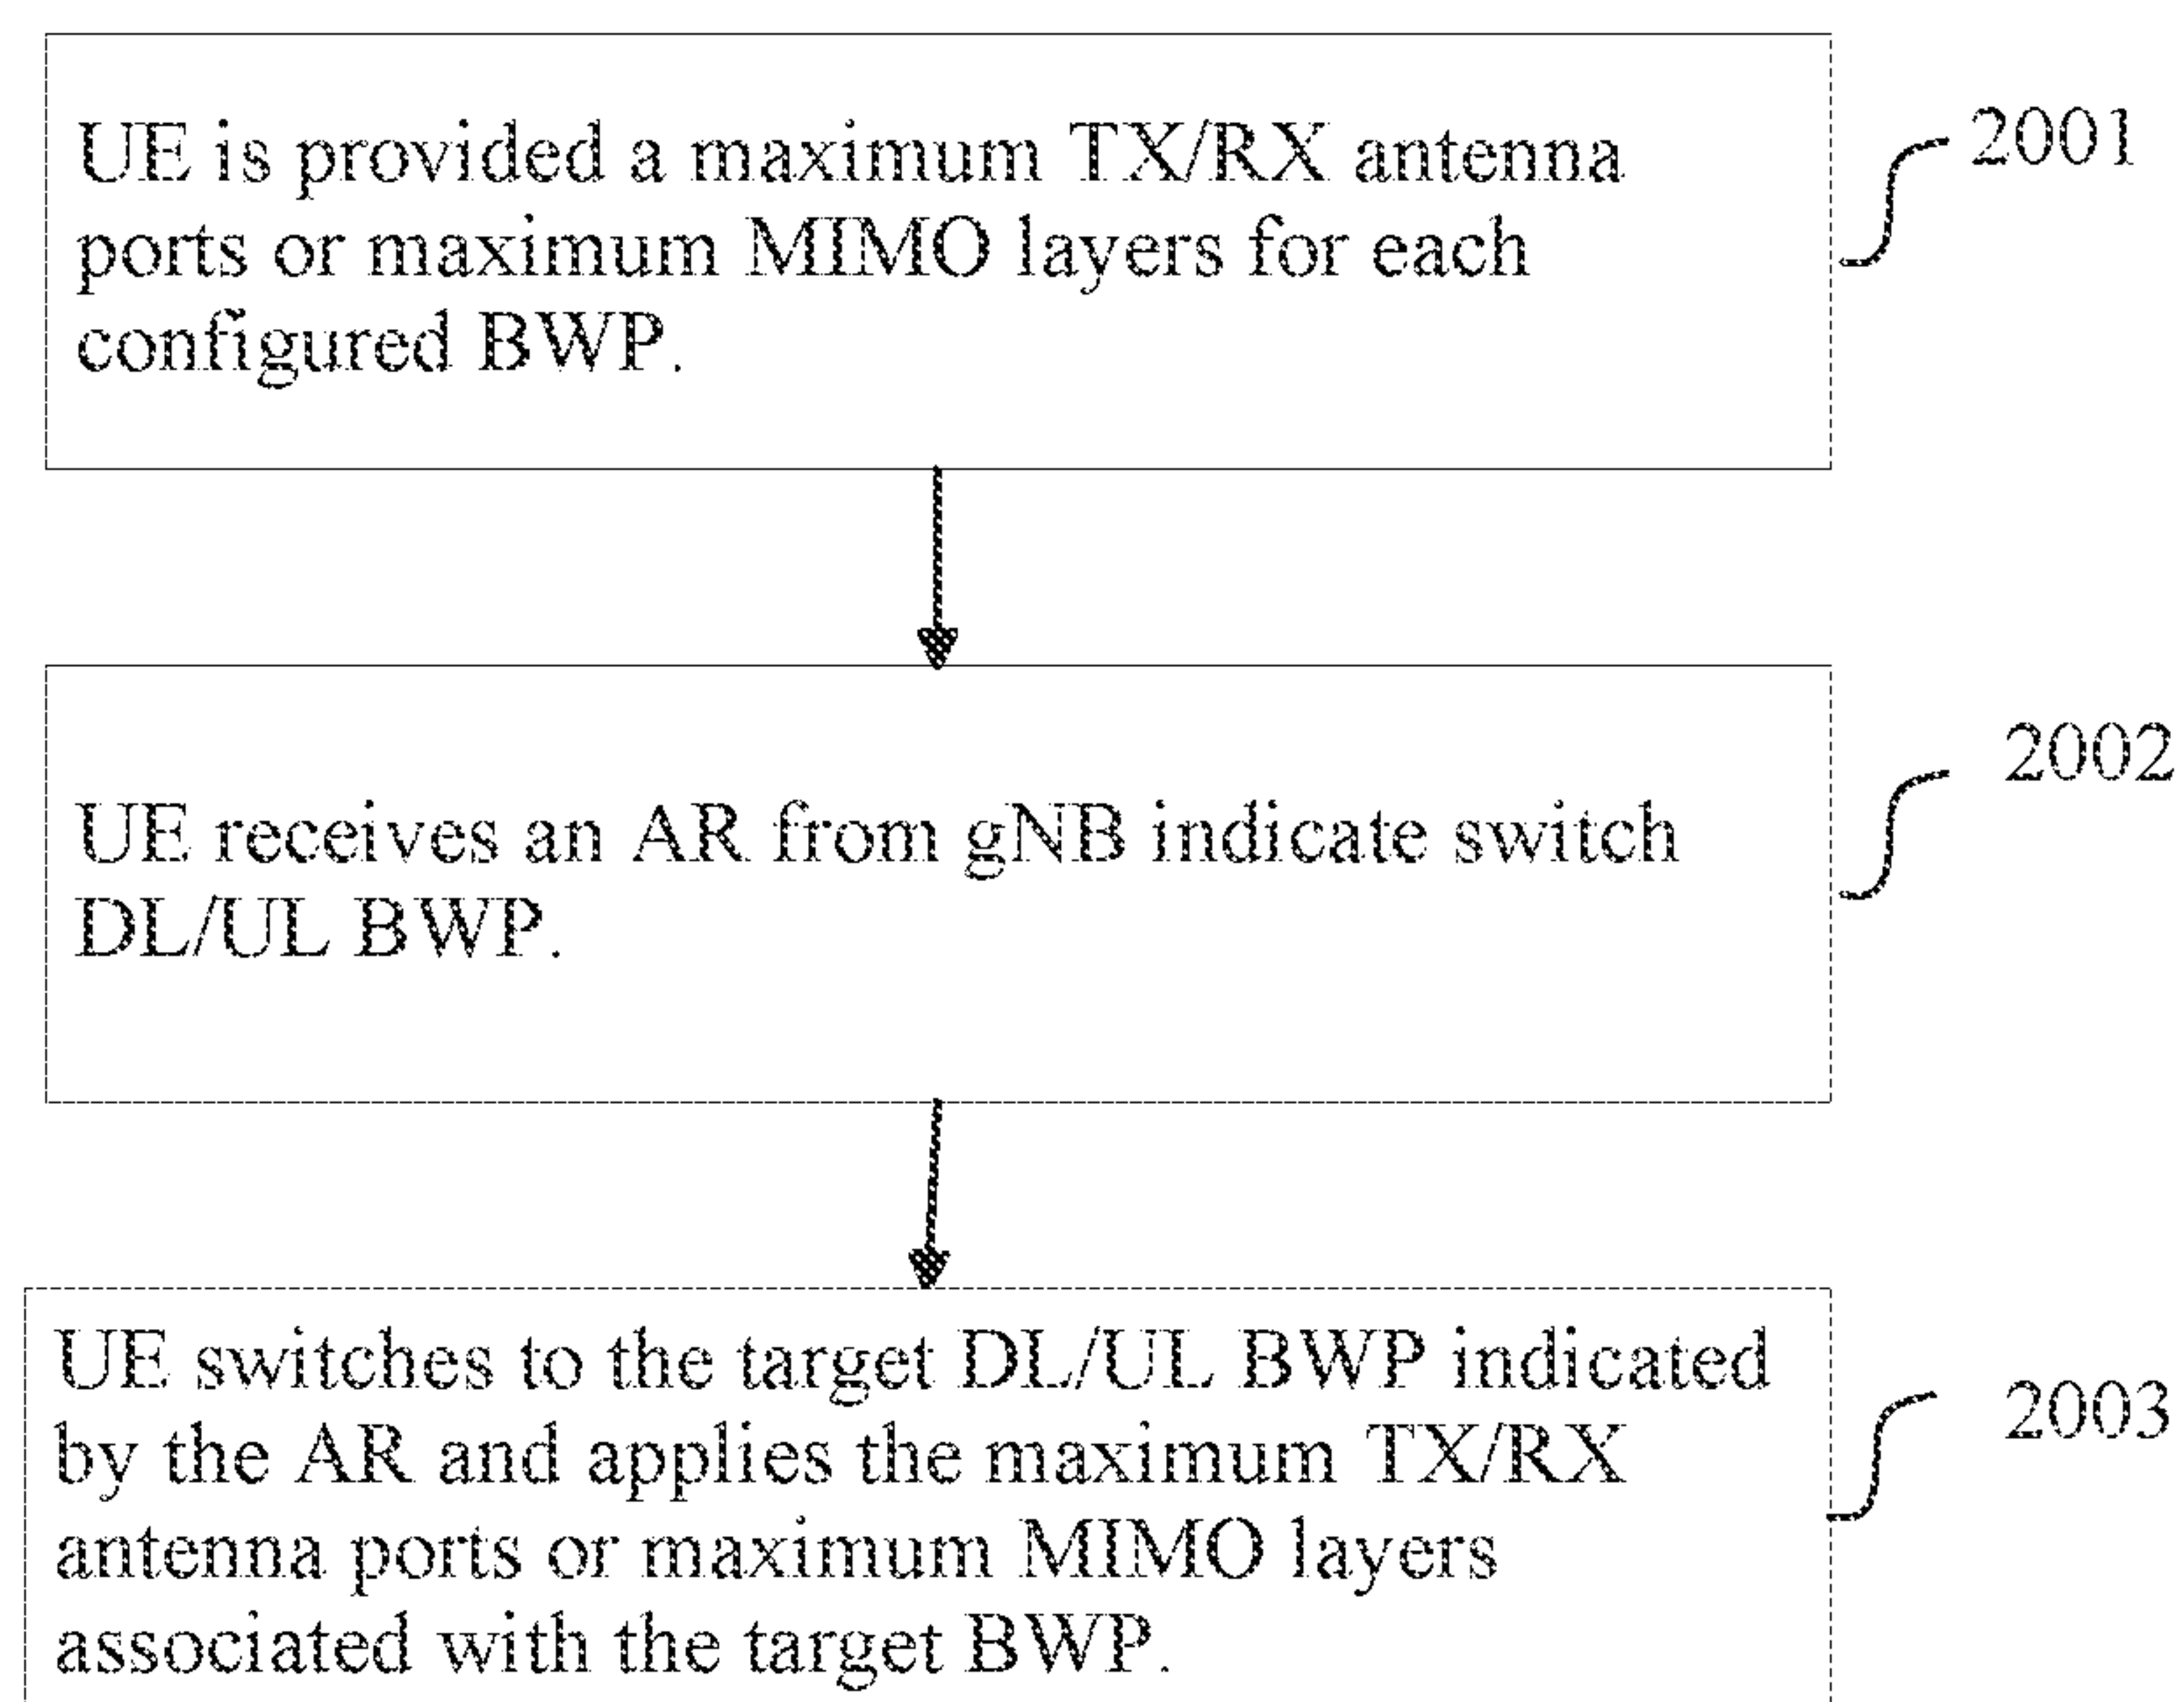 UE is provided a maximum TX/RX antenna
ports or maximum MIMO layers for each
configured BWP.
2001
UE receives an AR from gNB indicate switch
DL/UL BWP.
2002
UE switches to the target DL/UL BWP indicated
by the AR and applies the maximum TX/RX
antenna ports or maximum MIMO layers
associated with the target BWP.
2003